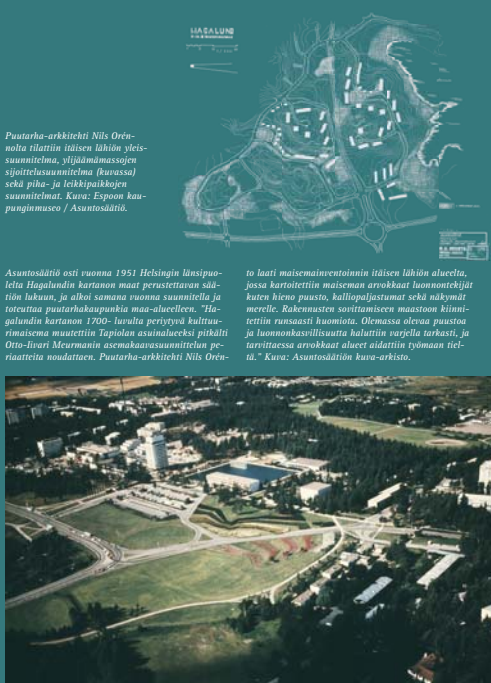 HAGALUND
Puutarha-arkkitehti Nils Orén-
nolta tilattiin itäisen lähiön yleis-
suunnitelma, ylijäämämassojen
sijoittelusuunnitelma (kuvassa)
sekä piha- ja leikkipaikkojen
suunnitelmat. Kuva: Espoon kau-
punginmuseo / Asuntosäätiö.
Asuntosäätiö osti vuonna 1951 Helsingin länsipuo-
lelta Hagalundin kartanon maat perustettavan sää-
tiön lukuun, ja alkoi samana vuonna suunnitella ja
toteuttaa puutarhakaupunkia maa-alueelleen. "Ha-
galundin kartanon 1700- luvulta periytyvä kulttuu-
rimaisema muutettiin Tapiolan asuinalueeksi pitkälti
Otto-Iivari Meurmanin asemakaavasuunnittelun pe-
riaatteita noudattaen. Puutarha-arkkitehti Nils Orén-
to laati maisemainventoinnin itäisen lähiön alueelta,
jossa kartoitettiin maiseman arvokkaat luonnontekijät
kuten hieno puusto, kalliopaljastumat sekä näkymät
merelle. Rakennusten sovittamiseen maastoon kiinni-
tettiin runsaasti huomiota. Olemassa olevaa puustoa
ja luonnonkasvillisuutta haluttiin varjella tarkasti, ja
tarvittaessa arvokkaat alueet aidattiin työmaan tiel-
tä." Kuva: Asuntosäätiön kuva-arkisto.